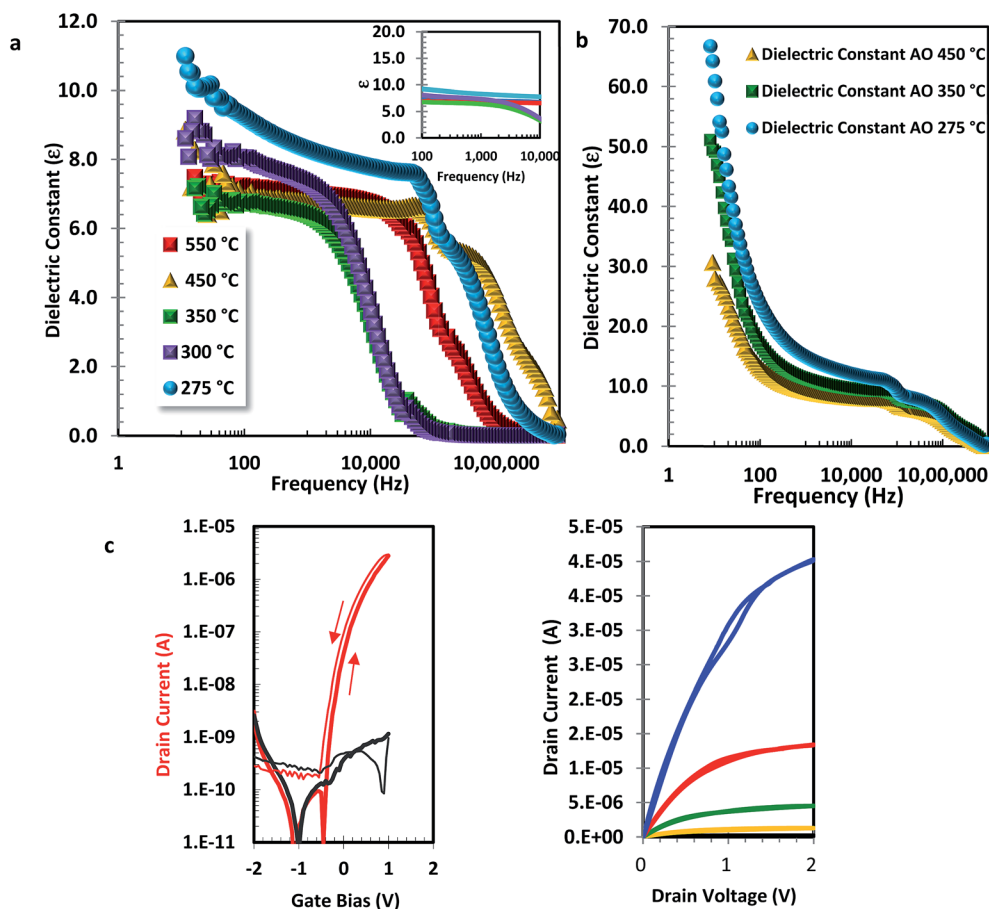 a
12.0
10.0
8.0
6.0
4.0
2.0
0.0
Dielectric Constant (ε)
1
100
10,000
10,00,000
Frequency (Hz)
550 °C
450 °C
350 °C
300 °C
275 °C
20.0
15.0
10.0
5.0
0.0
ε
100
1,000
10,000
Frequency (Hz)
b
70.0
60.0
50.0
40.0
30.0
20.0
10.0
0.0
Dielectric Constant (ε)
1
100
10,000
10,00,000
Frequency (Hz)
Dielectric Constant AO 450 °C
Dielectric Constant AO 350 °C
Dielectric Constant AO 275 °C
c
1.E-05
1.E-06
1.E-07
1.E-08
1.E-09
1.E-10
1.E-11
Drain Current (A)
-2
-1
0
1
2
Gate Bias (V)
5.E-05
4.E-05
4.E-05
3.E-05
3.E-05
2.E-05
2.E-05
1.E-05
1.E-05
5.E-06
0.E+00
Drain Current (A)
0
1
2
Drain Voltage (V)